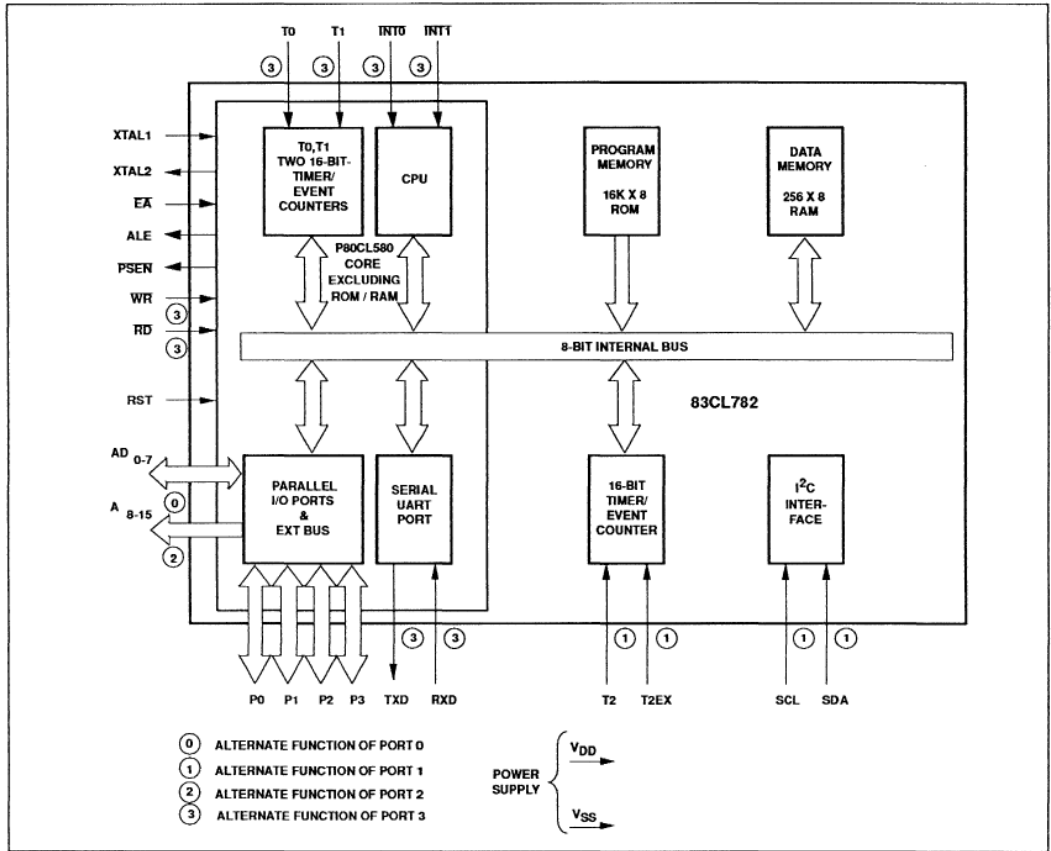 T0 T1 INT0 INT1
3 3 3 3
XTAL1
XTAL2
EA
ALE
PSEN
WR
3
RD
3
RST
AD 0-7
0
A 8-15
2
T0,T1
TWO 16-BIT-
TIMER/
EVENT
COUNTERS
CPU
PROGRAM
MEMORY
16K X 8
ROM
DATA
MEMORY
256 X 8
RAM
P80CL580
CORE
EXCLUDING
ROM / RAM
8-BIT INTERNAL BUS
83CL782
PARALLEL
I/O PORTS
&
EXT BUS
SERIAL
UART
PORT
16-BIT
TIMER/
EVENT
COUNTER
I2C
INTER-
FACE
3 3 1 1 1 1
P0 P1 P2 P3 TXD RXD T2 T2EX SCL SDA
0 ALTERNATE FUNCTION OF PORT 0
1 ALTERNATE FUNCTION OF PORT 1
2 ALTERNATE FUNCTION OF PORT 2
3 ALTERNATE FUNCTION OF PORT 3
POWER
SUPPLY
VDD
VSS